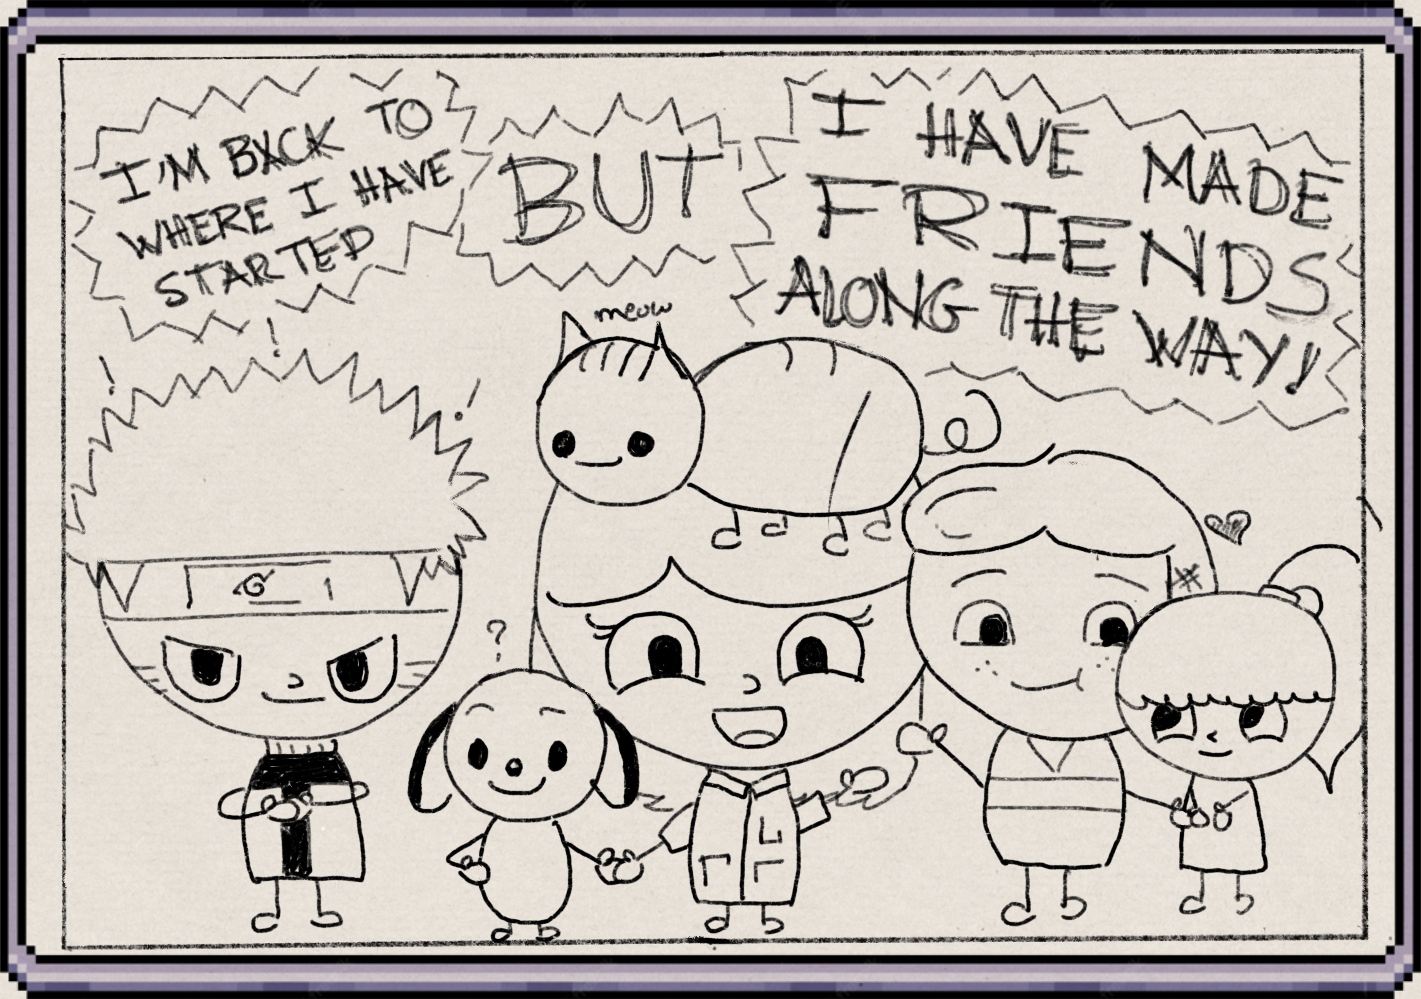 I'M BACK TO
WHERE I HAVE
STARTED
BUT
I HAVE MADE
FRIENDS
ALONG THE WAY!
meow
!
!
!
?